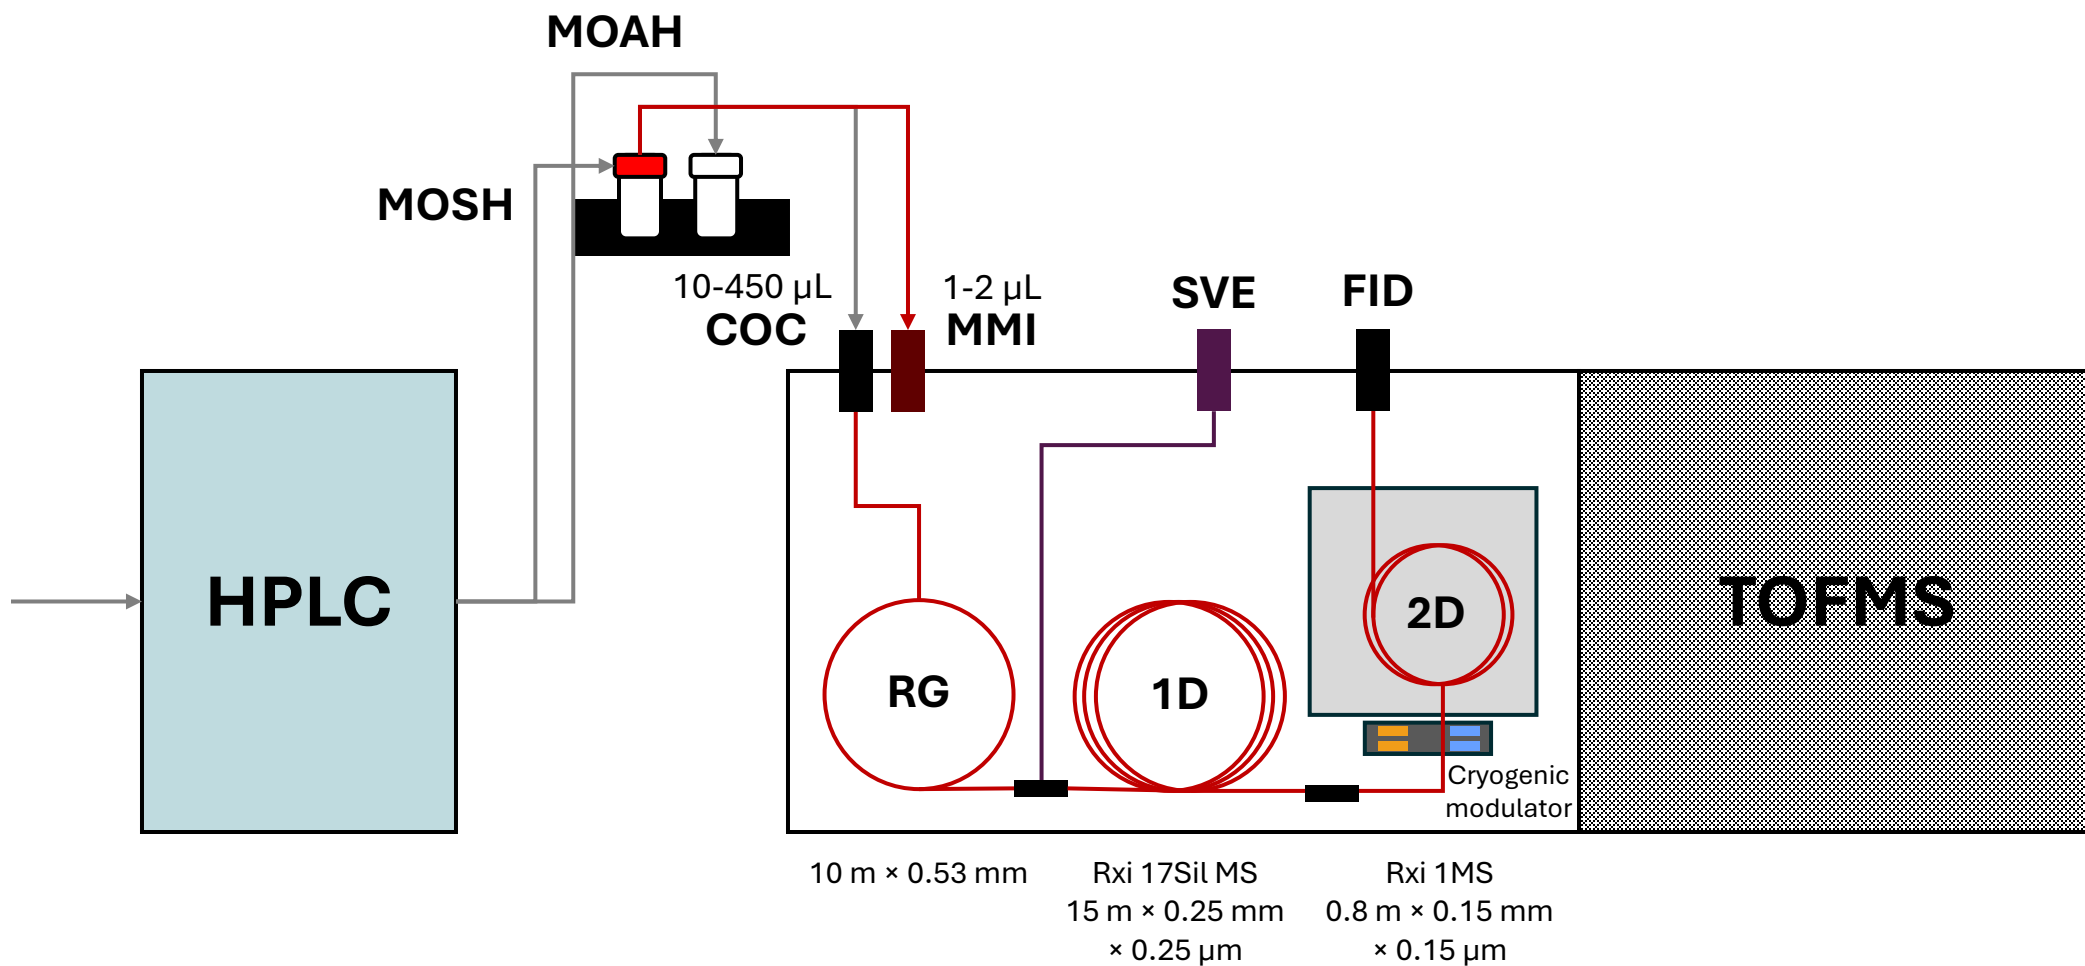 MOAH
MOSH
10-450 µL
COC
1-2 µL
MMI
SVE
FID
HPLC
RG
1D
2D
Cryogenic
modulator
TOFMS
10 m × 0.53 mm
Rxi 17Sil MS
15 m × 0.25 mm
× 0.25 µm
Rxi 1MS
0.8 m × 0.15 mm
× 0.15 µm